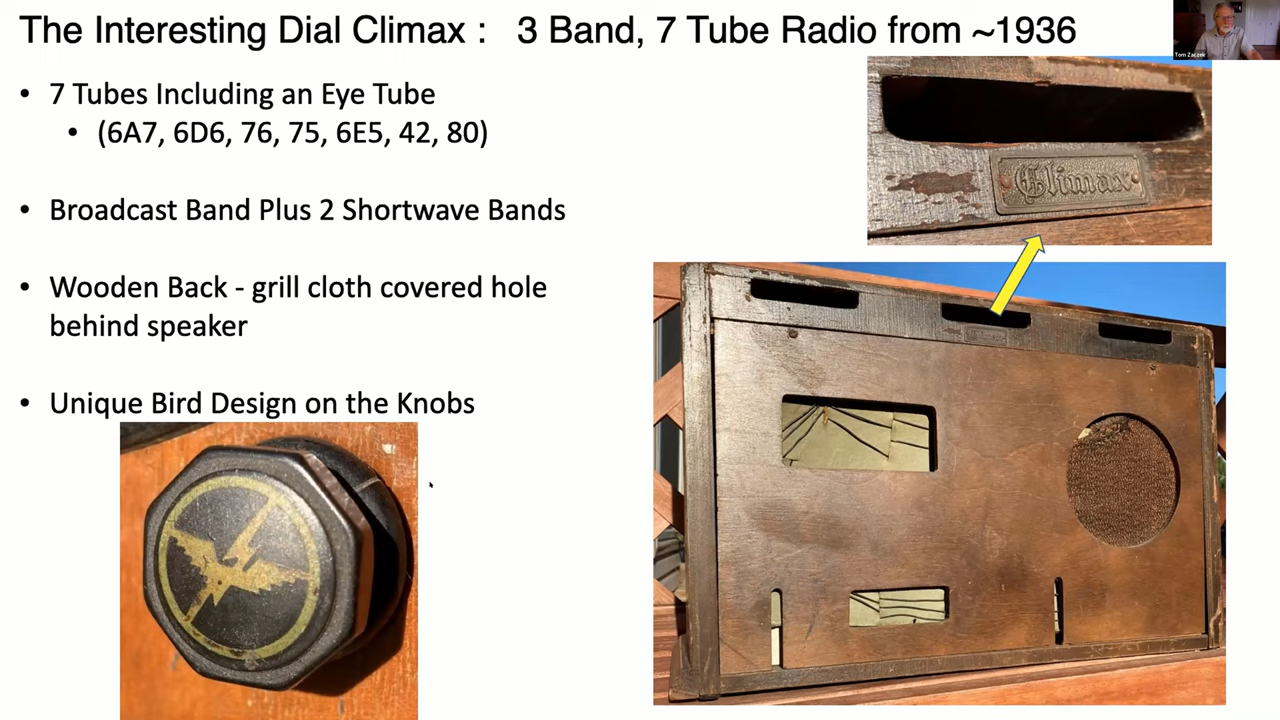 The Interesting Dial Climax :   3 Band, 7 Tube Radio from ~1936
• 7 Tubes Including an Eye Tube
• (6A7, 6D6, 76, 75, 6E5, 42, 80)
• Broadcast Band Plus 2 Shortwave Bands
• Wooden Back - grill cloth covered hole
behind speaker
• Unique Bird Design on the Knobs
Climax
Tom Zaczek